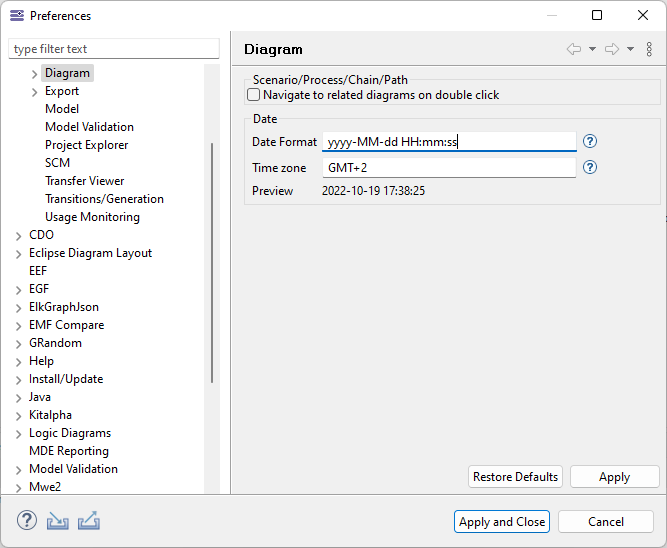 Preferences
type filter text
Diagram
Export
Model
Model Validation
Project Explorer
SCM
Transfer Viewer
Transitions/Generation
Usage Monitoring
CDO
Eclipse Diagram Layout
EEF
EGF
ElkGraphJson
EMF Compare
GRandom
Help
Install/Update
Java
Kitalpha
Logic Diagrams
MDE Reporting
Model Validation
Mwe2
Diagram
Scenario/Process/Chain/Path
Navigate to related diagrams on double click
Date
Date Format yyyy-MM-dd HH:mm:ss
Time zone GMT+2
Preview 2022-10-19 17:38:25
Restore Defaults Apply
Apply and Close Cancel